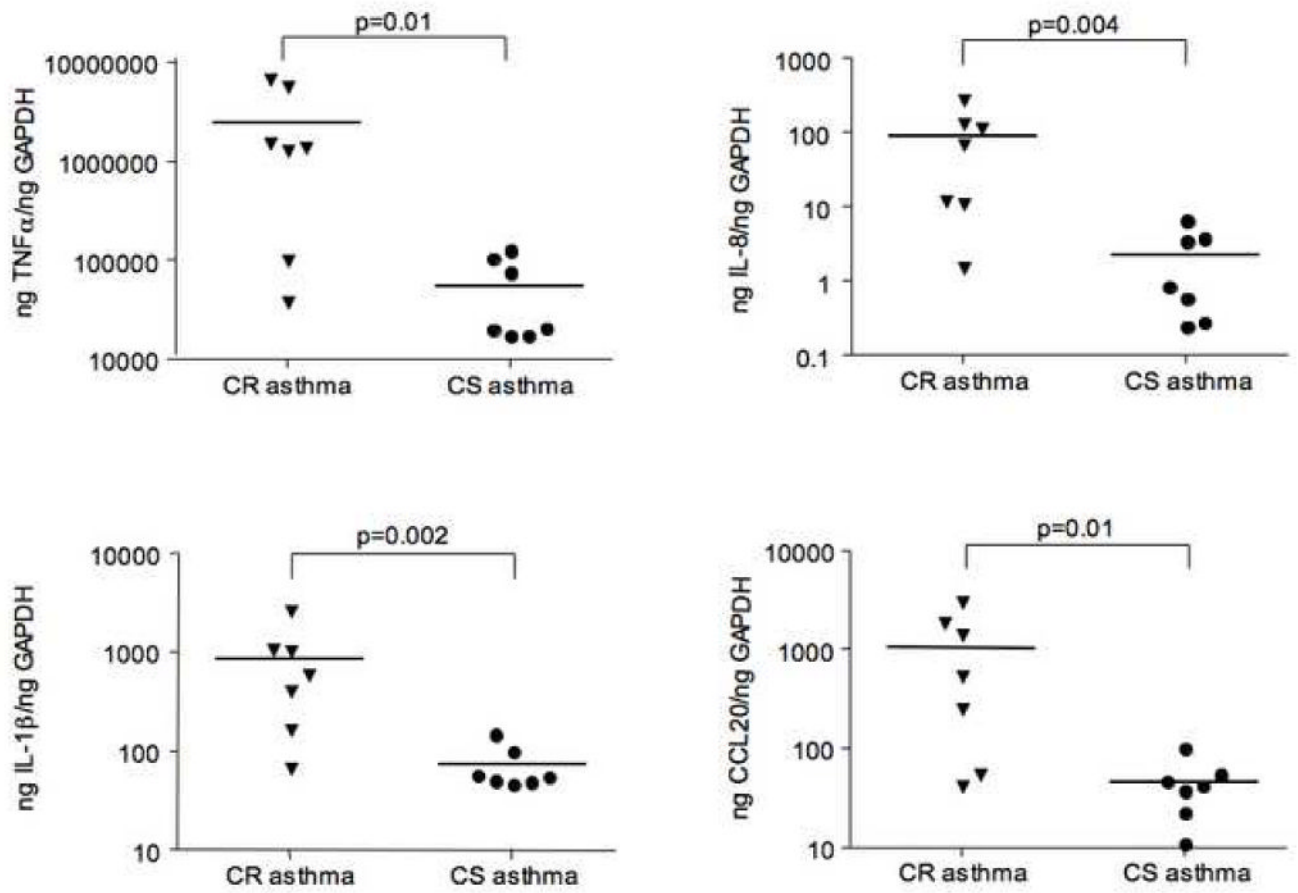 p=0.01
ng TNFα/ng GAPDH
10000000
1000000
100000
10000
CR asthma
CS asthma
p=0.004
ng IL-8/ng GAPDH
1000
100
10
1
0.1
CR asthma
CS asthma
p=0.002
ng IL-1β/ng GAPDH
10000
1000
100
10
CR asthma
CS asthma
p=0.01
ng CCL20/ng GAPDH
10000
1000
100
10
CR asthma
CS asthma